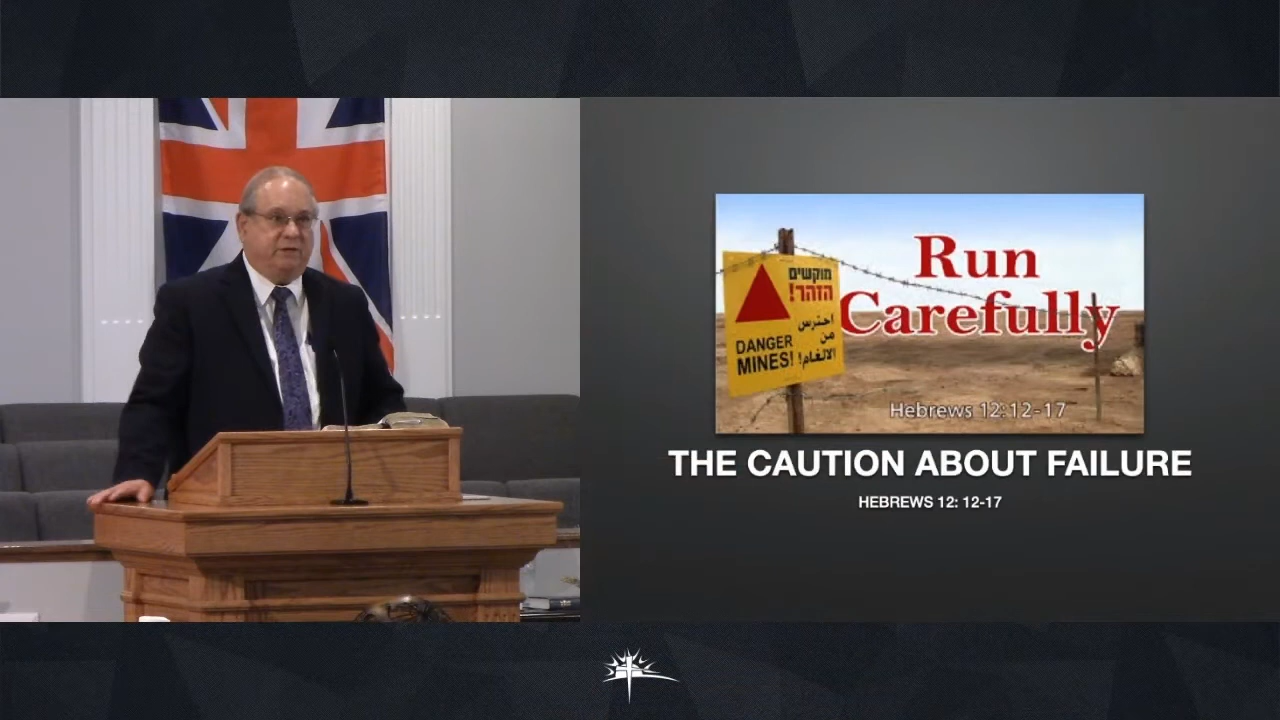 Run
Carefully
מוקשים
הזהר!
احترس
من
الالغام!
DANGER
MINES!
Hebrews 12:12-17
THE CAUTION ABOUT FAILURE
HEBREWS 12: 12-17